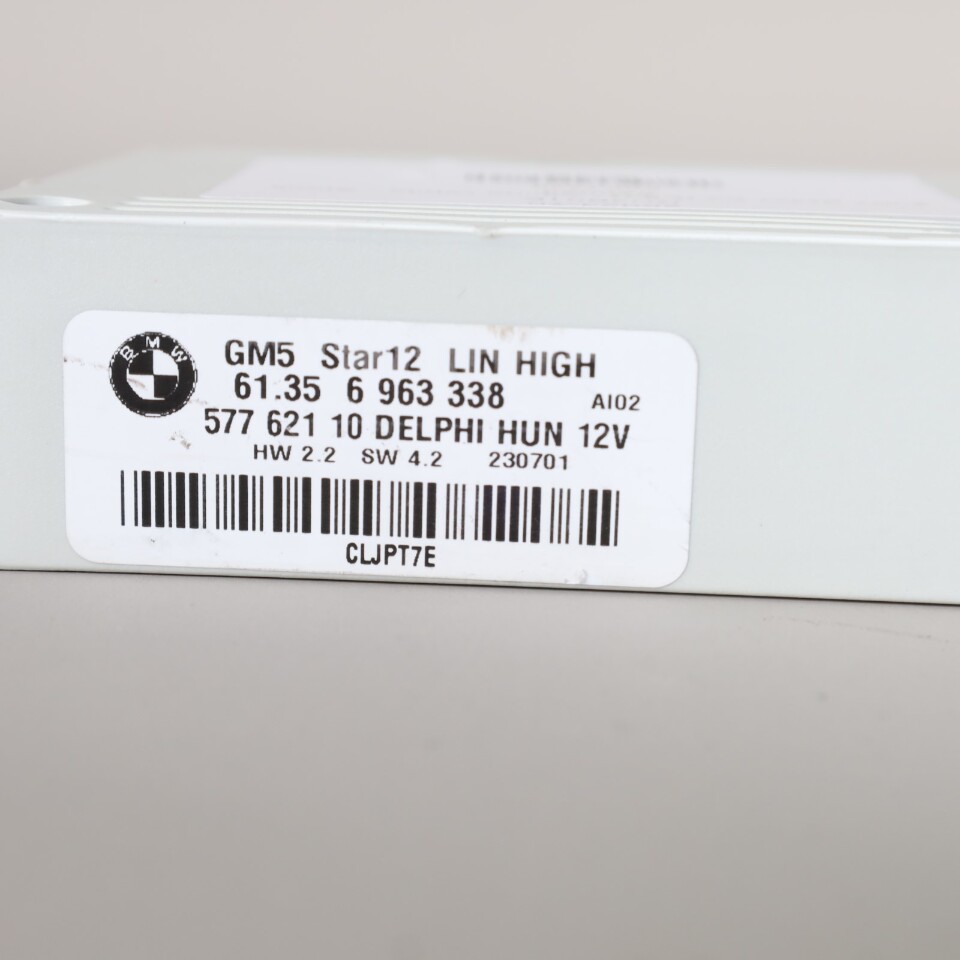 BMW
GM5 Star12 LIN HIGH
61.35 6 963 338 AI02
577 621 10 DELPHI HUN 12V
HW 2.2 SW 4.2 230701
CLJPT7E